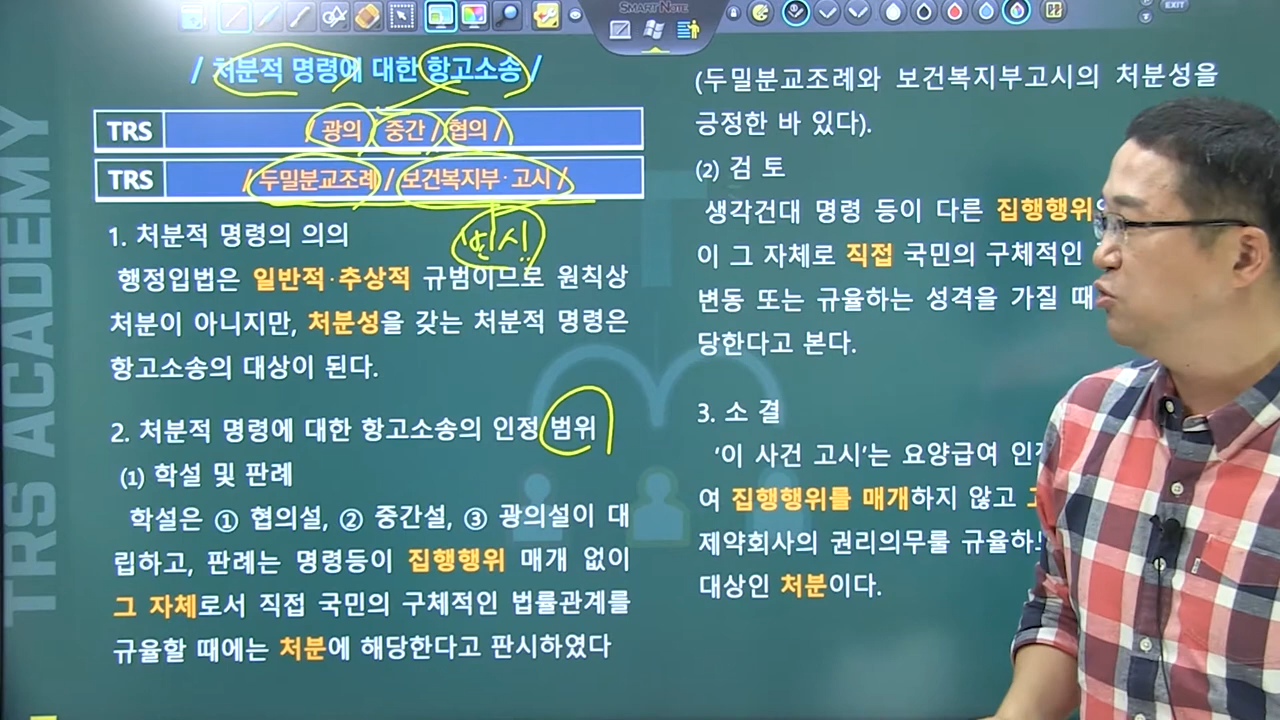 SMART NOTE
EXIT
/ 처분적 명령에 대한 항고소송 /
TRS / 광의 / 중간 / 협의 /
TRS / 두밀분교조례 / 보건복지부·고시 /
1. 처분적 명령의 의의
행정입법은 일반적·추상적 규범이므로 원칙상
처분이 아니지만, 처분성을 갖는 처분적 명령은
항고소송의 대상이 된다.
2. 처분적 명령에 대한 항고소송의 인정 범위
(1) 학설 및 판례
학설은 ① 협의설, ② 중간설, ③ 광의설이 대
립하고, 판례는 명령등이 집행행위 매개 없이
그 자체로서 직접 국민의 구체적인 법률관계를
규율할 때에는 처분에 해당한다고 판시하였다
(두밀분교조례와 보건복지부고시의 처분성을
긍정한 바 있다).
(2) 검 토
생각건대 명령 등이 다른 집행행위
이 그 자체로 직접 국민의 구체적인
변동 또는 규율하는 성격을 가질 때
당한다고 본다.
3. 소 결
'이 사건 고시'는 요양급여
여 집행행위를 매개하지 않고
제약회사의 권리의무룰
대상인 처분이다.
TRS ACADEMY